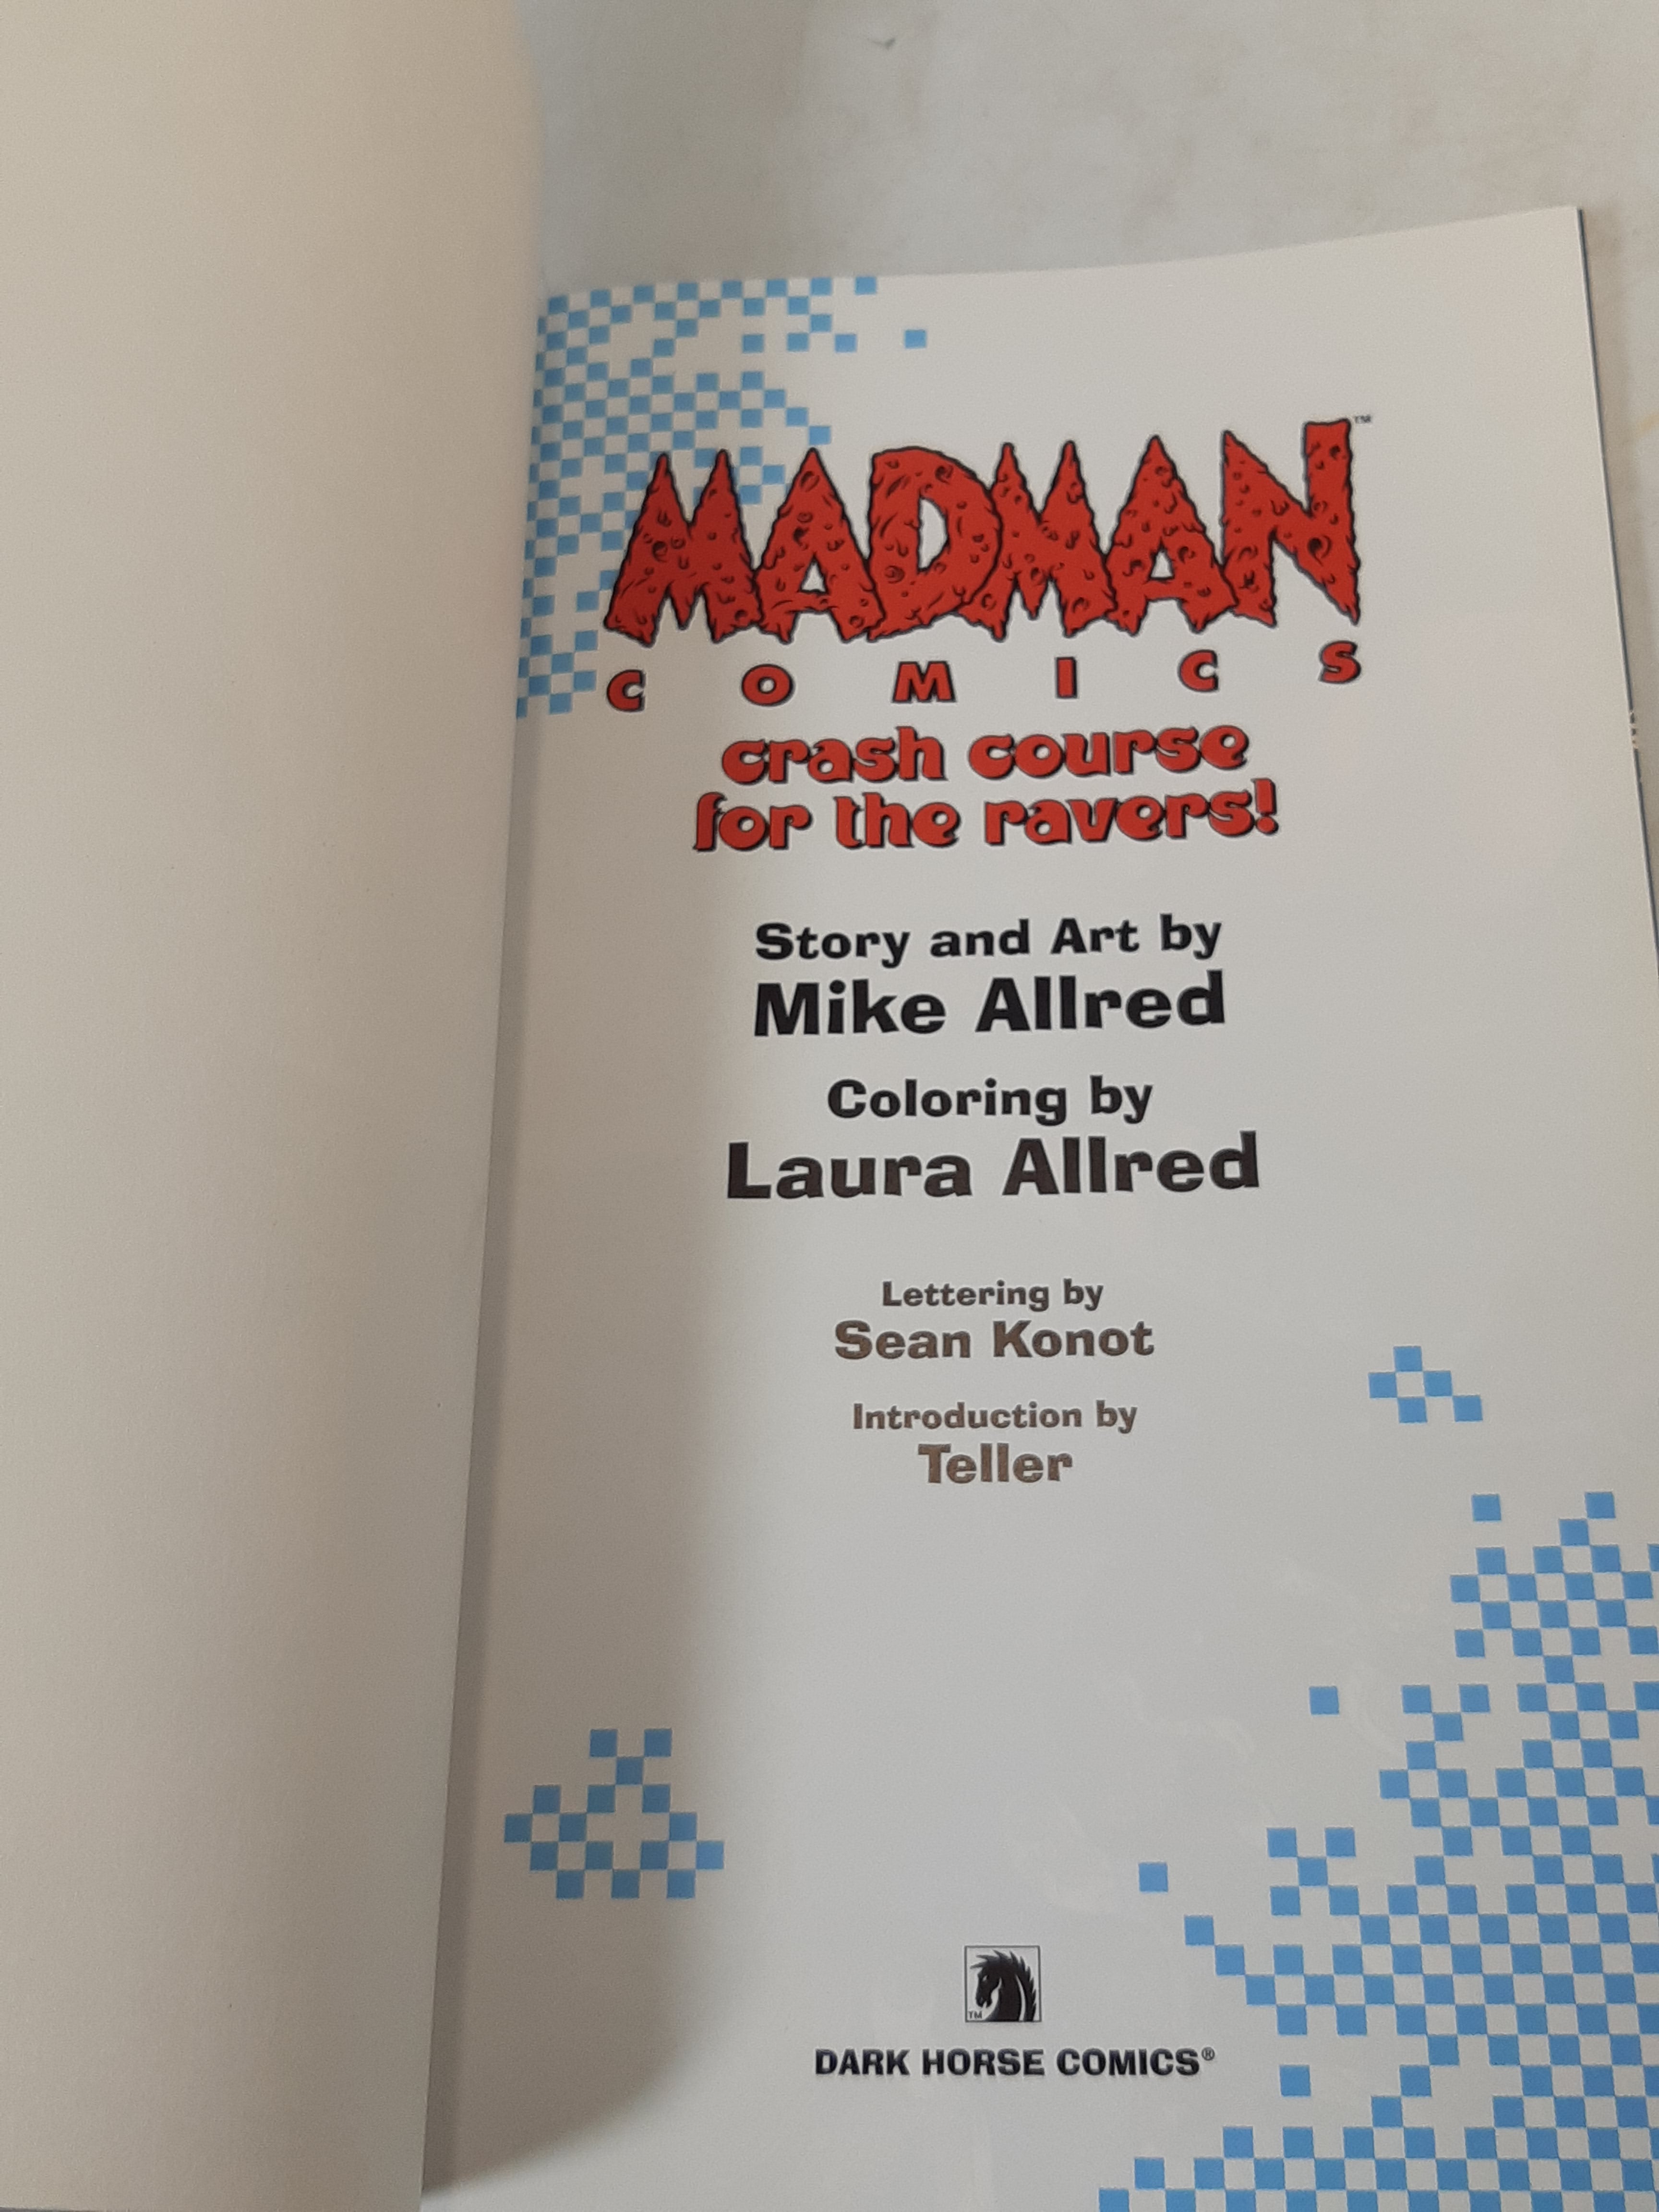 MADMAN™
COMICS
crash course
for the ravers!
Story and Art by
Mike Allred
Coloring by
Laura Allred
Lettering by
Sean Konot
Introduction by
Teller
TM
DARK HORSE COMICS®